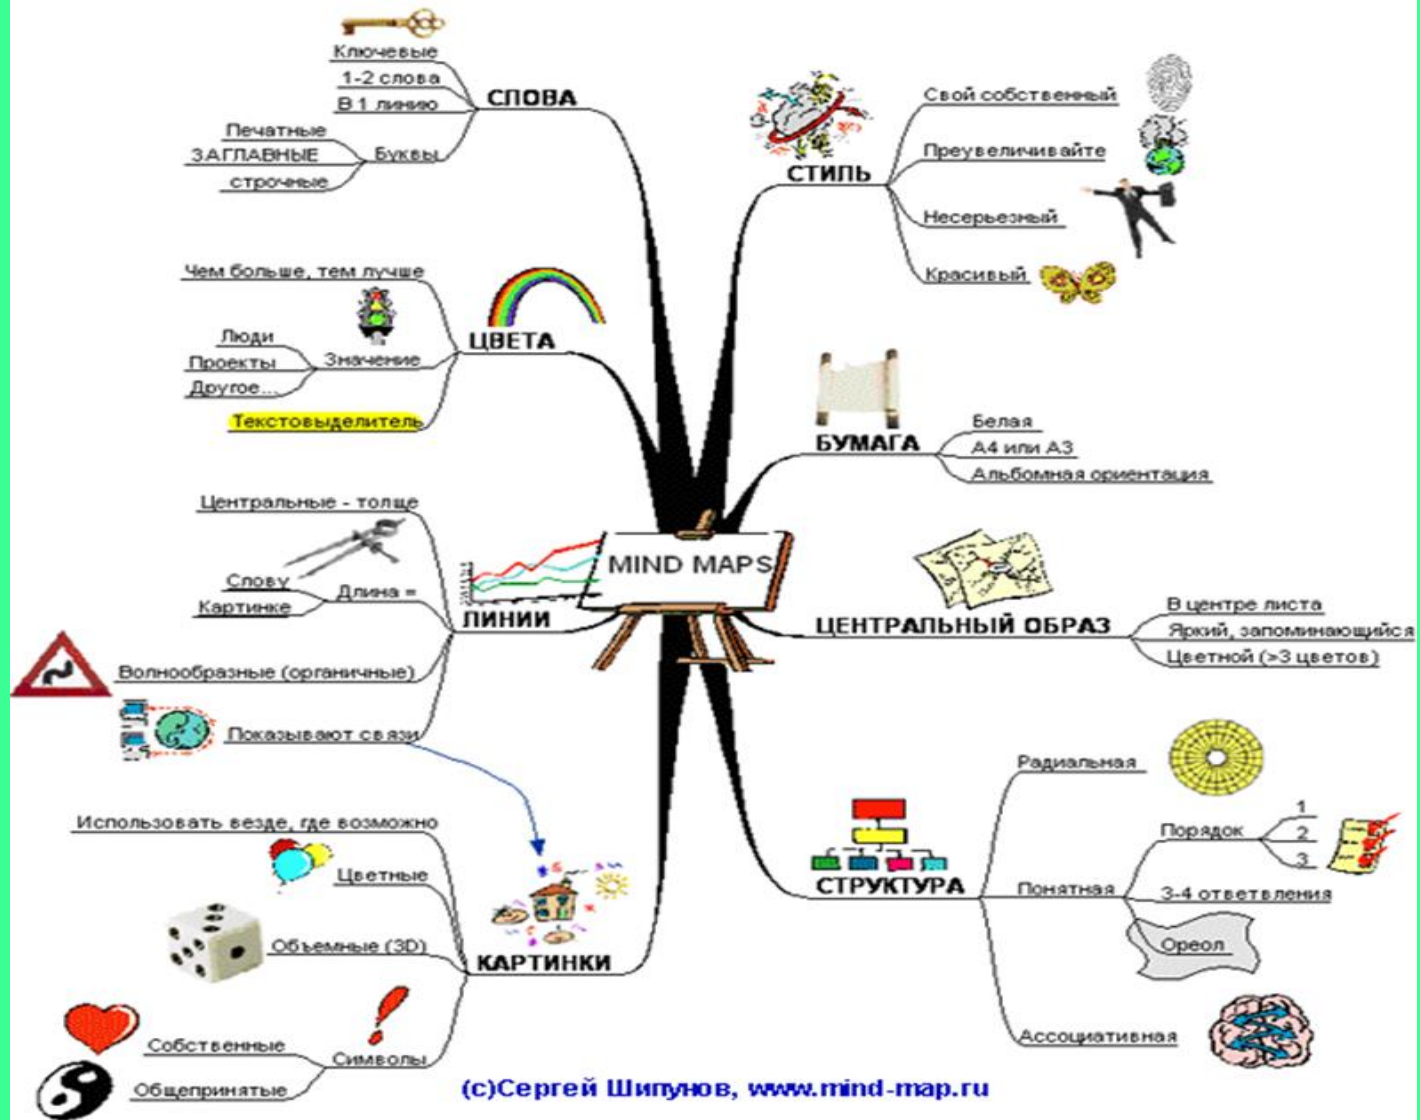 СЛОВА
Ключевые
1-2 слова
В 1 линию
Буквы
Печатные
ЗАГЛАВНЫЕ
строчные
ЦВЕТА
Чем больше, тем лучше
Значение
Люди
Проекты
Другое...
Текстовыделитель
ЛИНИИ
Центральные - толще
Длина =
Слову
Картинке
Волнообразные (органичные)
Показывают связи
КАРТИНКИ
Использовать везде, где возможно
Цветные
Объемные (3D)
Символы
Собственные
Общепринятые
MIND MAPS
СТИЛЬ
Свой собственный
Преувеличивайте
Несерьезный
Красивый
БУМАГА
Белая
А4 или А3
Альбомная ориентация
ЦЕНТРАЛЬНЫЙ ОБРАЗ
В центре листа
Яркий, запоминающийся
Цветной (>3 цветов)
СТРУКТУРА
Радиальная
Понятная
Порядок
1
2
3
3-4 ответвления
Ореол
Ассоциативная
(c)Сергей Шипунов, www.mind-map.ru